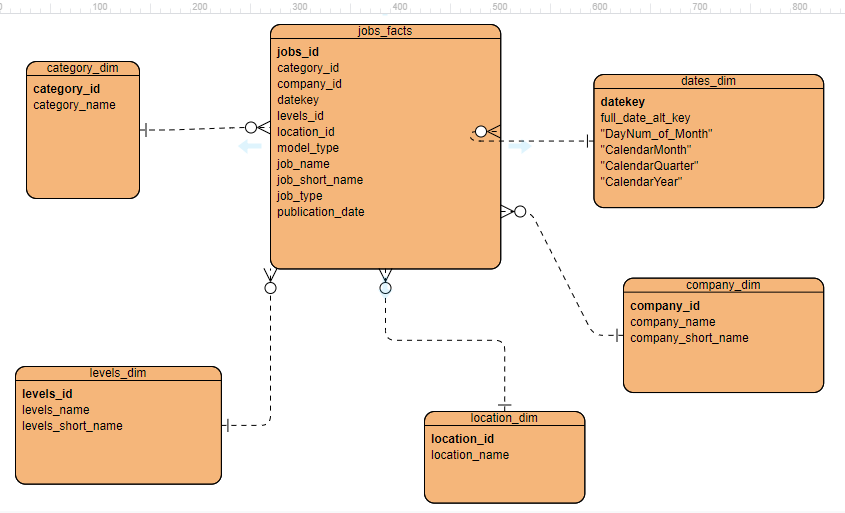 0
100
200
300
400
500
600
700
800
category_dim
category_id
category_name
jobs_facts
jobs_id
category_id
company_id
datekey
levels_id
location_id
model_type
job_name
job_short_name
job_type
publication_date
dates_dim
datekey
full_date_alt_key
"DayNum_of_Month"
"CalendarMonth"
"CalendarQuarter"
"CalendarYear"
company_dim
company_id
company_name
company_short_name
levels_dim
levels_id
levels_name
levels_short_name
location_dim
location_id
location_name